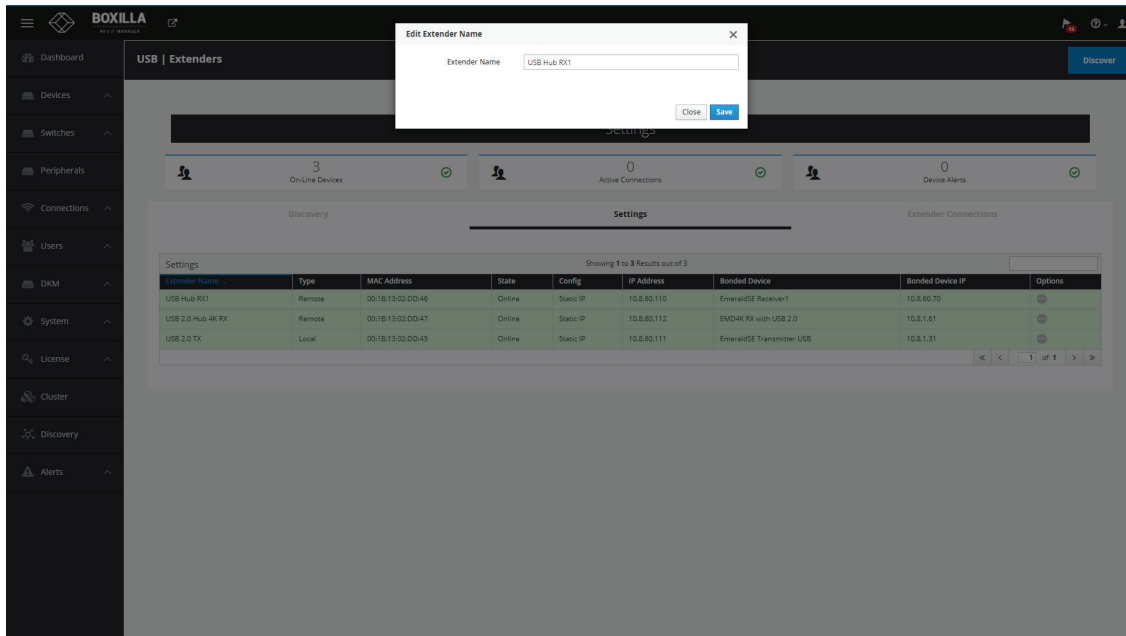 BOXILLA
AV/IT MANAGER
Edit Extender Name
Extender Name USB Hub RX1
Close Save
16
Dashboard
Devices
Switches
Peripherals
Connections
Users
DKM
System
License
Cluster
Discovery
Alerts
USB | Extenders
Discover
Settings
3
On-Line Devices
0
Active Connections
0
Device Alerts
Discovery Settings Extender Connections
Settings Showing 1 to 3 Results out of 3
Extender Name Type MAC Address State Config IP Address Bonded Device Bonded Device IP Options
USB Hub RX1 Remote 00:1B:13:02:DD:46 Online Static IP 10.8.60.110 EmeraldSE Receiver1 10.8.60.70
USB 2.0 Hub 4K RX Remote 00:1B:13:02:DD:47 Online Static IP 10.8.60.112 EMD4K RX with USB 2.0 10.8.1.61
USB 2.0 TX Local 00:1B:13:02:DD:45 Online Static IP 10.8.60.111 EmeraldSE Transmitter USB 10.8.1.31
1 of 1